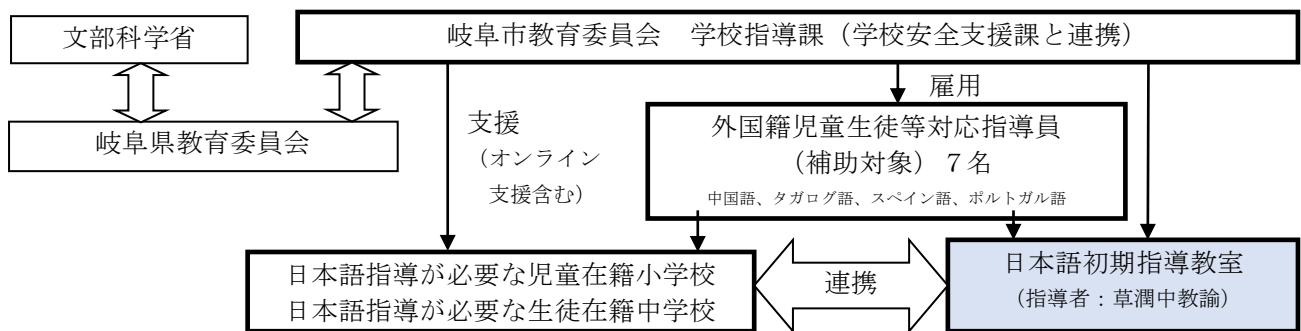 文部科学省
岐阜市教育委員会　学校指導課（学校安全支援課と連携）
岐阜県教育委員会
支援
（オンライン
支援含む）
雇用
外国籍児童生徒等対応指導員
（補助対象）７名
中国語、タガログ語、スペイン語、ポルトガル語
日本語指導が必要な児童在籍小学校
日本語指導が必要な生徒在籍中学校
連携
日本語初期指導教室
（指導者：草潤中教諭）